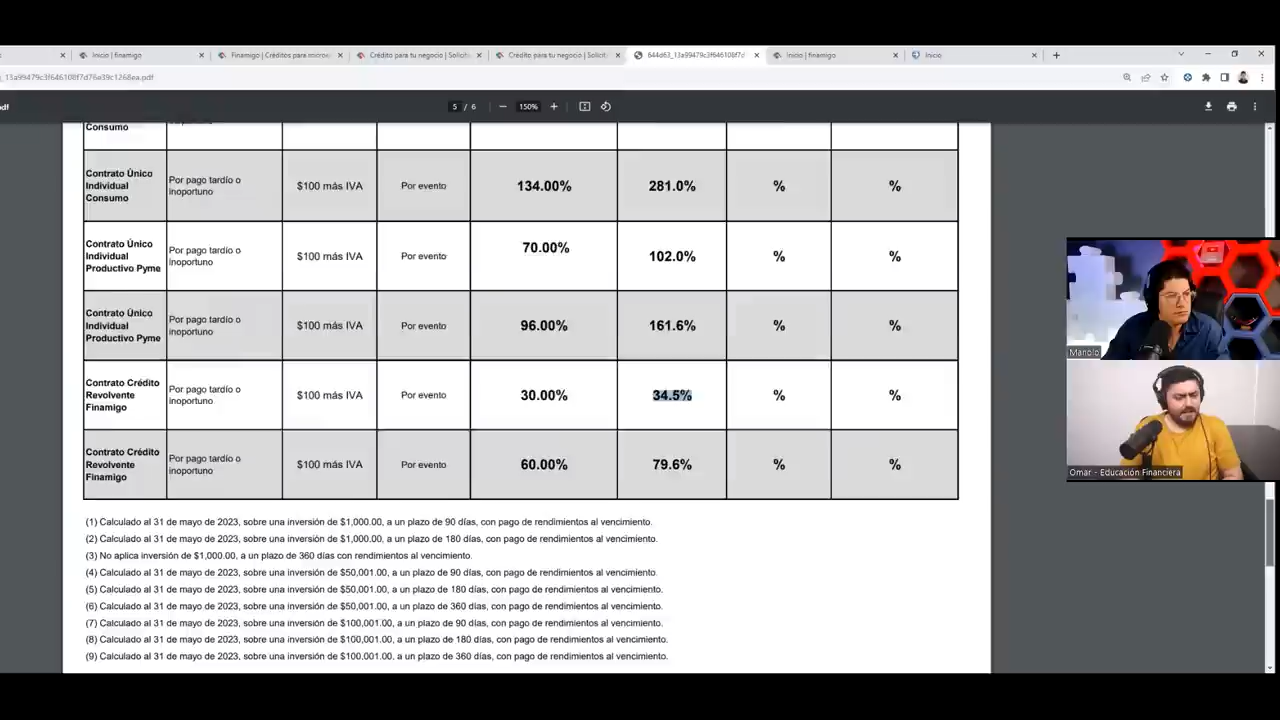 Inicio | finamigo
Finamigo | Créditos para microe
Crédito para tu negocio | Solicit
Crédito para tu negocio | Solicit
644d63_13a99479c3f646108f7d7
Inicio | finamigo
Inicio
_13a99479c3f646108f7d76a39c1268ea.pdf
pdf
5 / 6
150%
Consumo
Contrato Único
Individual
Consumo
Por pago tardío o
inoportuno
$100 más IVA
Por evento
134.00%
281.0%
%
%
Contrato Único
Individual
Productivo Pyme
Por pago tardío o
inoportuno
$100 más IVA
Por evento
70.00%
102.0%
%
%
Contrato Único
Individual
Productivo Pyme
Por pago tardío o
inoportuno
$100 más IVA
Por evento
96.00%
161.6%
%
%
Contrato Crédito
Revolvente
Finamigo
Por pago tardío o
inoportuno
$100 más IVA
Por evento
30.00%
34.5%
%
%
Contrato Crédito
Revolvente
Finamigo
Por pago tardío o
inoportuno
$100 más IVA
Por evento
60.00%
79.6%
%
%
(1) Calculado al 31 de mayo de 2023, sobre una inversión de $1,000.00, a un plazo de 90 días, con pago de rendimientos al vencimiento.
(2) Calculado al 31 de mayo de 2023, sobre una inversión de $1,000.00, a un plazo de 180 días, con pago de rendimientos al vencimiento.
(3) No aplica inversión de $1,000.00, a un plazo de 360 días con rendimientos al vencimiento.
(4) Calculado al 31 de mayo de 2023, sobre una inversión de $50,001.00, a un plazo de 90 días, con pago de rendimientos al vencimiento.
(5) Calculado al 31 de mayo de 2023, sobre una inversión de $50,001.00, a un plazo de 180 días, con pago de rendimientos al vencimiento.
(6) Calculado al 31 de mayo de 2023, sobre una inversión de $50,001.00, a un plazo de 360 días, con pago de rendimientos al vencimiento.
(7) Calculado al 31 de mayo de 2023, sobre una inversión de $100,001.00, a un plazo de 90 días, con pago de rendimientos al vencimiento.
(8) Calculado al 31 de mayo de 2023, sobre una inversión de $100,001.00, a un plazo de 180 días, con pago de rendimientos al vencimiento.
(9) Calculado al 31 de mayo de 2023, sobre una inversión de $100,001.00, a un plazo de 360 días, con pago de rendimientos al vencimiento.
Manolo
Omar - Educación Financiera